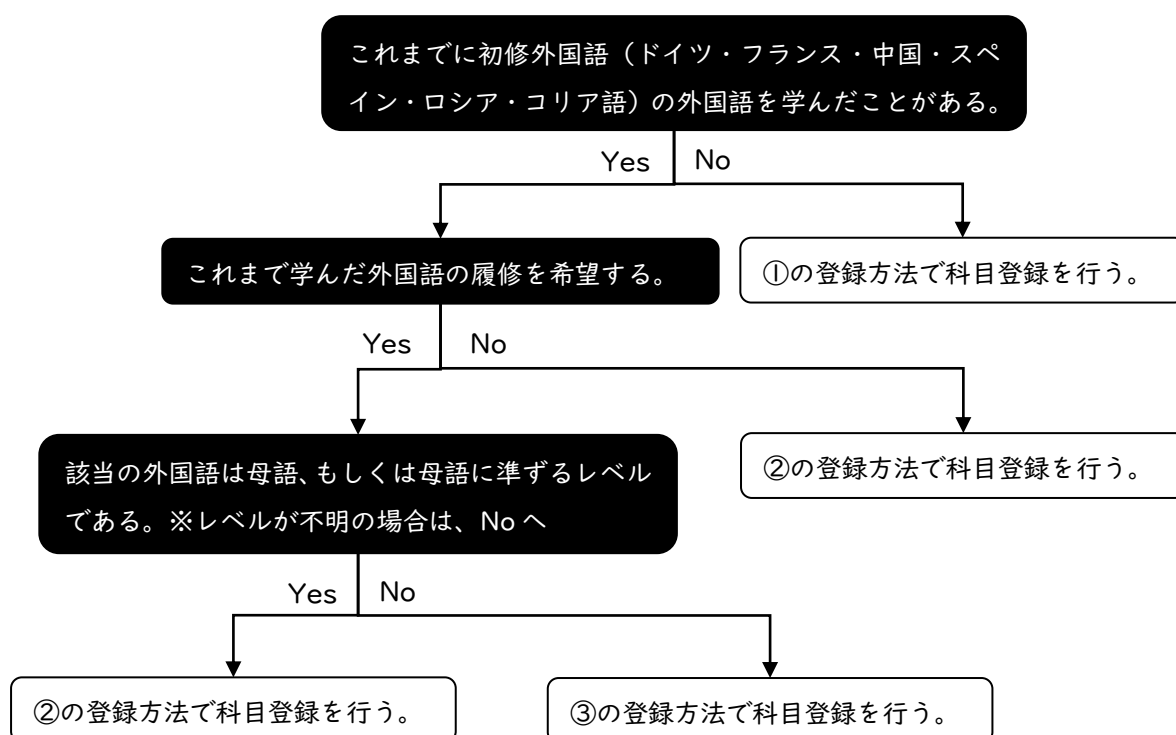 これまでに初修外国語（ドイツ・フランス・中国・スペ
イン・ロシア・コリア語）の外国語を学んだことがある。
Yes
No
これまで学んだ外国語の履修を希望する。
①の登録方法で科目登録を行う。
Yes
No
該当の外国語は母語、もしくは母語に準ずるレベル
である。※レベルが不明の場合は、No へ
②の登録方法で科目登録を行う。
Yes
No
②の登録方法で科目登録を行う。
③の登録方法で科目登録を行う。